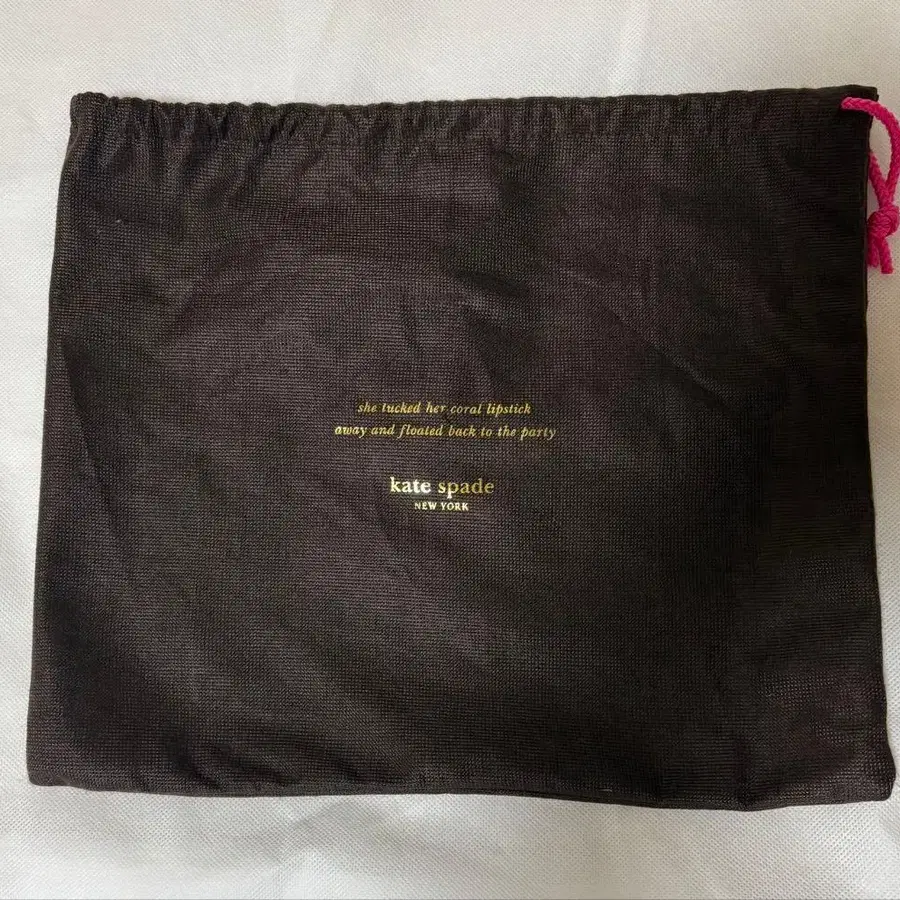 she tucked her coral lipstick
away and floated back to the party
kate spade
NEW YORK